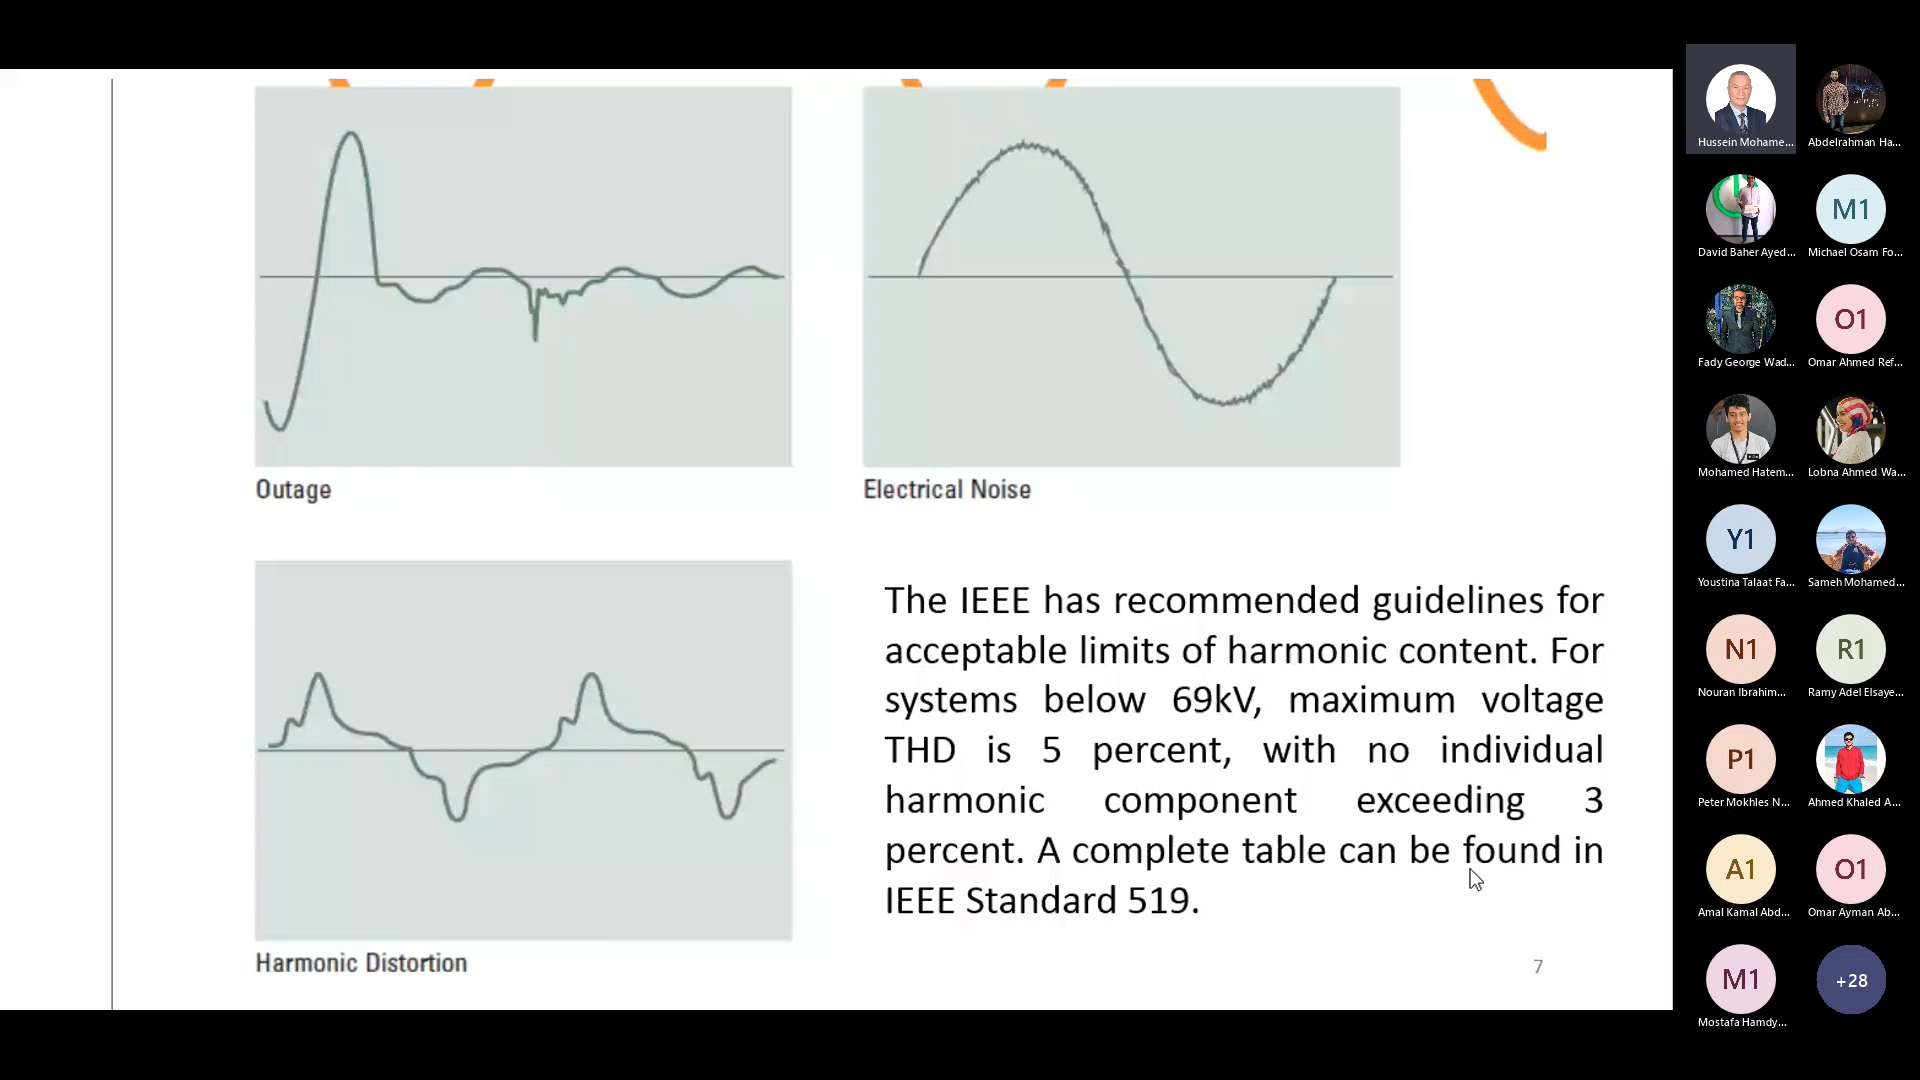 Outage
Electrical Noise
Harmonic Distortion
The IEEE has recommended guidelines for
acceptable limits of harmonic content. For
systems below 69kV, maximum voltage
THD is 5 percent, with no individual
harmonic component exceeding 3
percent. A complete table can be found in
IEEE Standard 519.
7
Hussein Mohame...
Abdelrahman Ha...
David Baher Ayed...
M1
Michael Osam Fo...
Fady George Wad...
O1
Omar Ahmed Ref...
Mohamed Hatem...
Lobna Ahmed Wa...
Y1
Youstina Talaat Fa...
Sameh Mohamed...
N1
Nouran Ibrahim...
R1
Ramy Adel Elsaye...
P1
Peter Mokhles N...
Ahmed Khaled A...
A1
Amal Kamal Abd...
O1
Omar Ayman Ab...
M1
Mostafa Hamdy...
+28